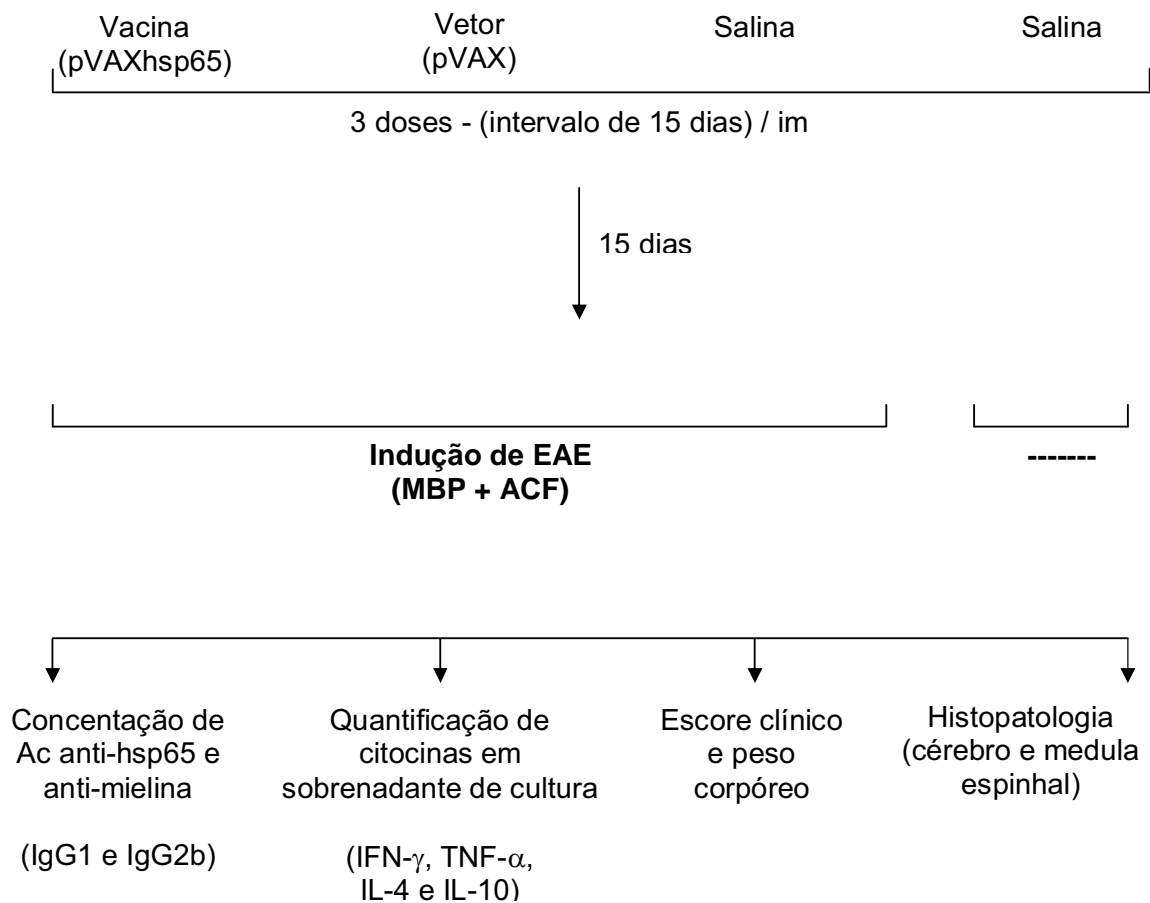 Vacina
(pVAXhsp65)
Vetor
(pVAX)
Salina
Salina
3 doses - (intervalo de 15 dias) / im
15 dias
Indução de EAE
(MBP + ACF)
-------
Concentação de
Ac anti-hsp65 e
anti-mielina
(IgG1 e IgG2b)
Quantificação de
citocinas em
sobrenadante de cultura
(IFN-γ, TNF-α,
IL-4 e IL-10)
Escore clínico
e peso
corpóreo
Histopatologia
(cérebro e medula
espinhal)